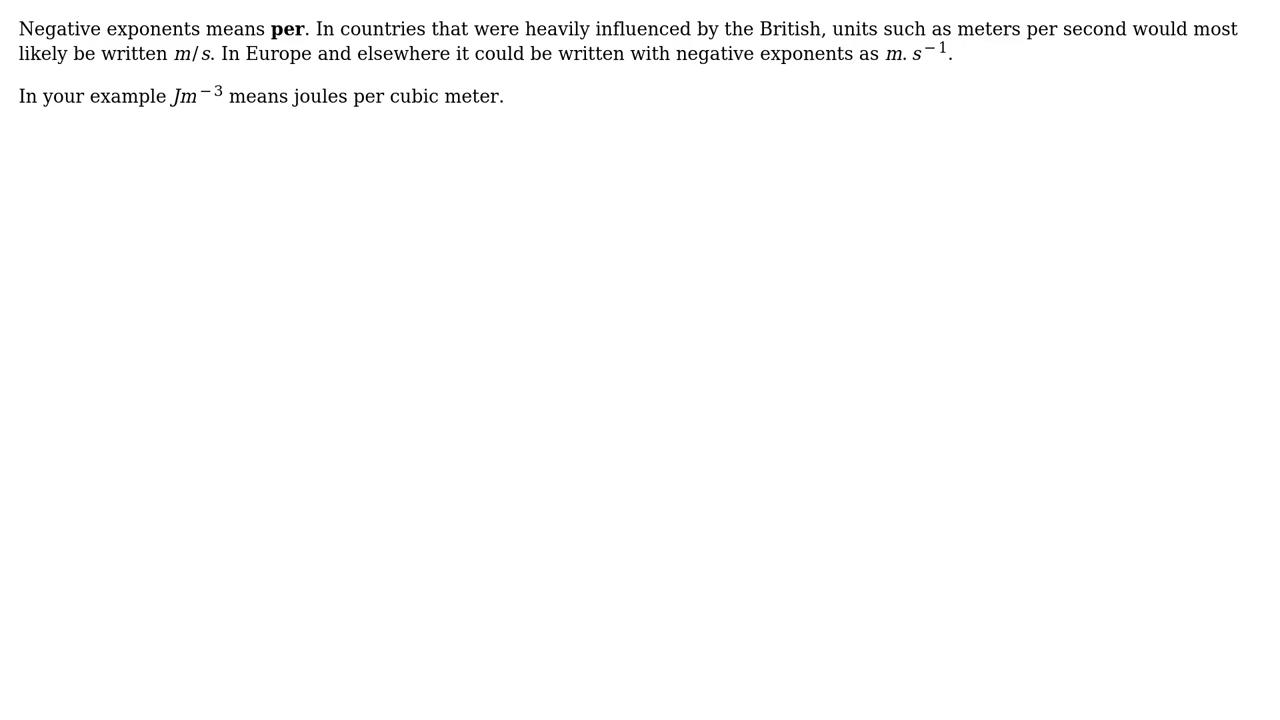 Negative exponents means per. In countries that were heavily influenced by the British, units such as meters per second would most
likely be written m/s. In Europe and elsewhere it could be written with negative exponents as m. s⁻¹.
In your example Jm⁻³ means joules per cubic meter.